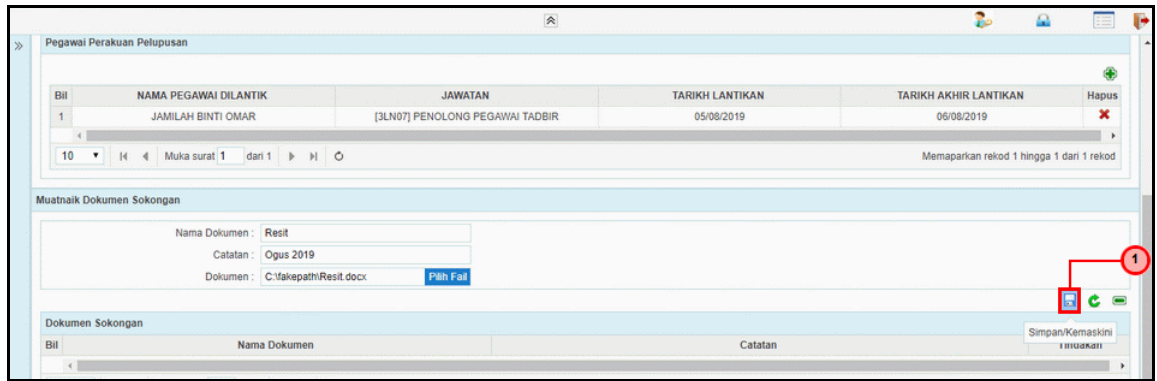 Pegawai Perakuan Pelupusan
Bil NAMA PEGAWAI DILANTIK JAWATAN TARIKH LANTIKAN TARIKH AKHIR LANTIKAN Hapus
1 JAMILAH BINTI OMAR [3LN07] PENOLONG PEGAWAI TADBIR 05/08/2019 06/08/2019
10 Muka surat 1 dari 1 Memaparkan rekod 1 hingga 1 dari 1 rekod
Muatnaik Dokumen Sokongan
Nama Dokumen : Resit
Catatan : Ogus 2019
1
Dokumen : C:\fakepath\Resit.docx Pilih Fail
Dokumen Sokongan
Simpan/Kemaskini
Bil Nama Dokumen Catatan Tindakan